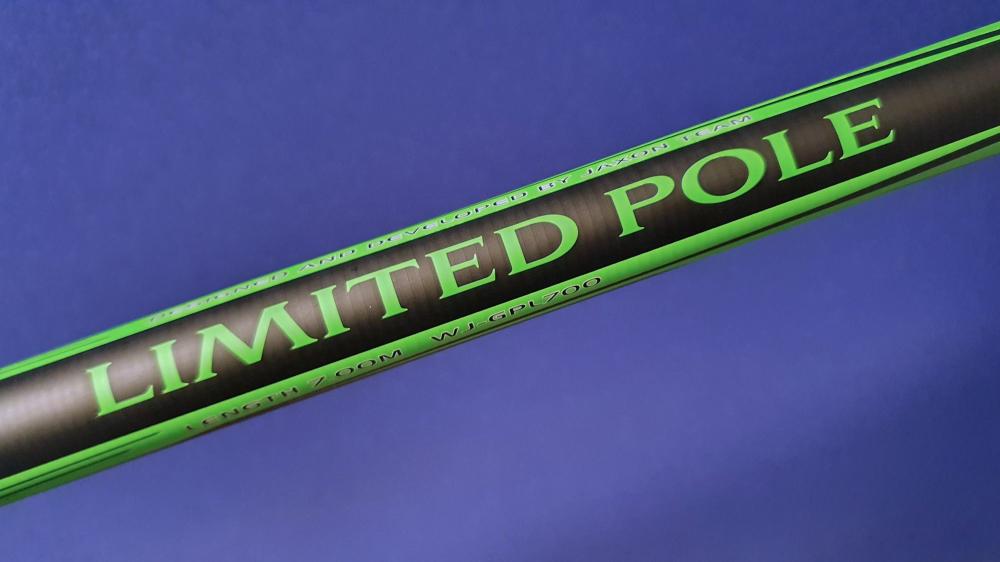 DESIGNED AND DEVELOPED BY JAXON TEAM
LIMITED POLE
LENGTH 7.00M WJ-GPL700